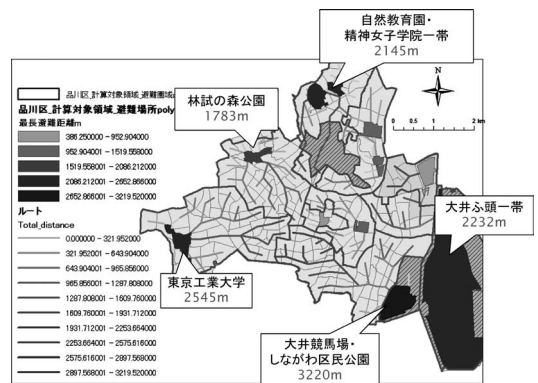 自然教育園・
精神女子学院一帯
2145m
林試の森公園
1783m
大井ふ頭一帯
2232m
東京工業大学
2545m
大井競馬場・
しながわ区民公園
3220m
N
0 0.5 1 2 km
品川区_計算対象領域_避難圏域
品川区_計算対象領域_避難場所poly
最長避難距離m
386.250000 - 952.904000
952.904001 - 1519.558000
1519.558001 - 2086.212000
2086.212001 - 2652.866000
2652.866001 - 3219.520000
ルート
Total_distance
0.000000 - 321.952000
321.952001 - 643.904000
643.904001 - 965.856000
965.856001 - 1287.808000
1287.808001 - 1609.760000
1609.760001 - 1931.712000
1931.712001 - 2253.664000
2253.664001 - 2575.616000
2575.616001 - 2897.568000
2897.568001 - 3219.520000